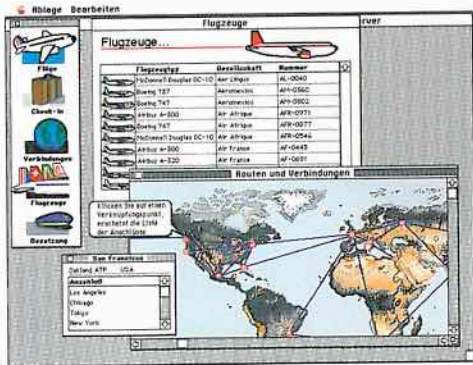 Ablage Bearbeiten
Flugzeuge
rver
Flugzeuge...
Flüge
Check-in
Verbindungen
Flugzeuge
Besatzung
Flugzeugtyp Gesellschaft Nummer
McDonnell Douglas DC-10 Aer Lingus AL-0040
Boeing 737 Aeromexico AM-0560
Boeing 747 Aeromexico AM-0802
Airbus A-300 Air Afrique AFR-0971
Boeing 747 Air Afrique AFR-0877
McDonnell Douglas DC-10 Air Afrique AFR-0546
Airbus A-300 Air France AF-0445
Airbus A-320 Air France
Routen und Verbindungen
Klicken Sie auf einen
Verknüpfungspunkt,
erscheint die Liste
der Anschlüsse
San Francisco
Oakland ATP USA
Anschluß
Los Angeles
Chicago
Tokyo
New York